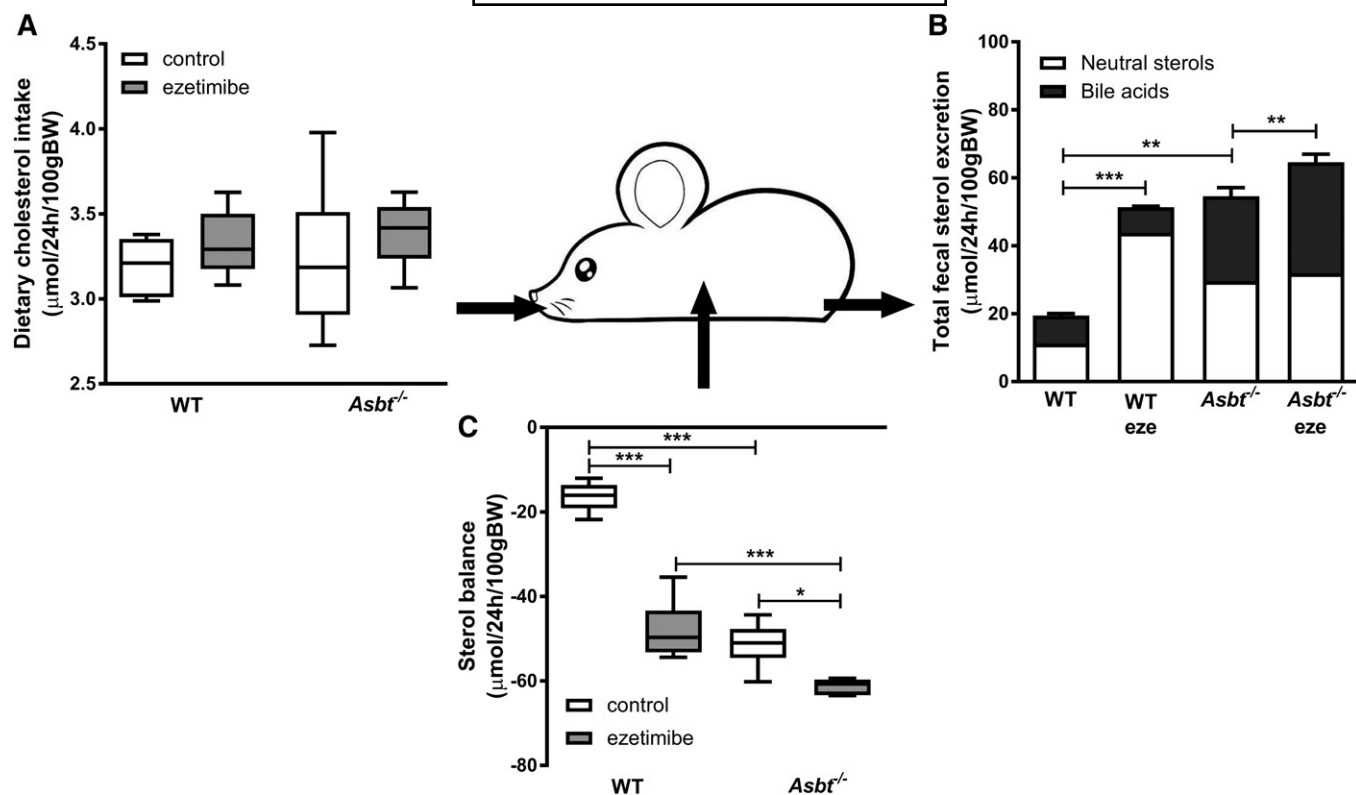 A
Dietary cholesterol intake
(μmol/24h/100gBW)
4.5
4.0
3.5
3.0
2.5
control
ezetimibe
WT
Asbt-/-
B
Total fecal sterol excretion
(μmol/24h/100gBW)
100
80
60
40
20
0
Neutral sterols
Bile acids
**
**
***
WT
WT
eze
Asbt-/-
Asbt-/-
eze
C
Sterol balance
(μmol/24h/100gBW)
0
-20
-40
-60
-80
***
***
***
*
control
ezetimibe
WT
Asbt-/-